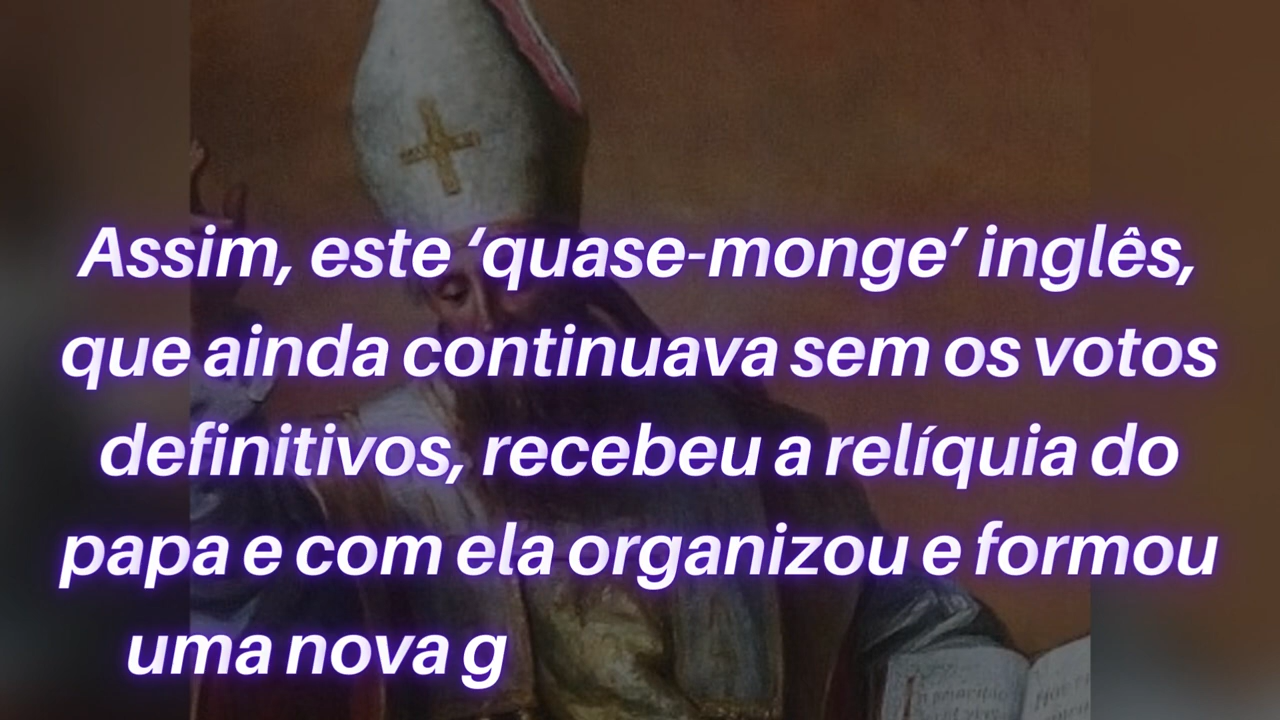 Assim, este ‘quase-monge’ inglês,
que ainda continuava sem os votos
definitivos, recebeu a relíquia do
papa e com ela organizou e formou
uma nova g